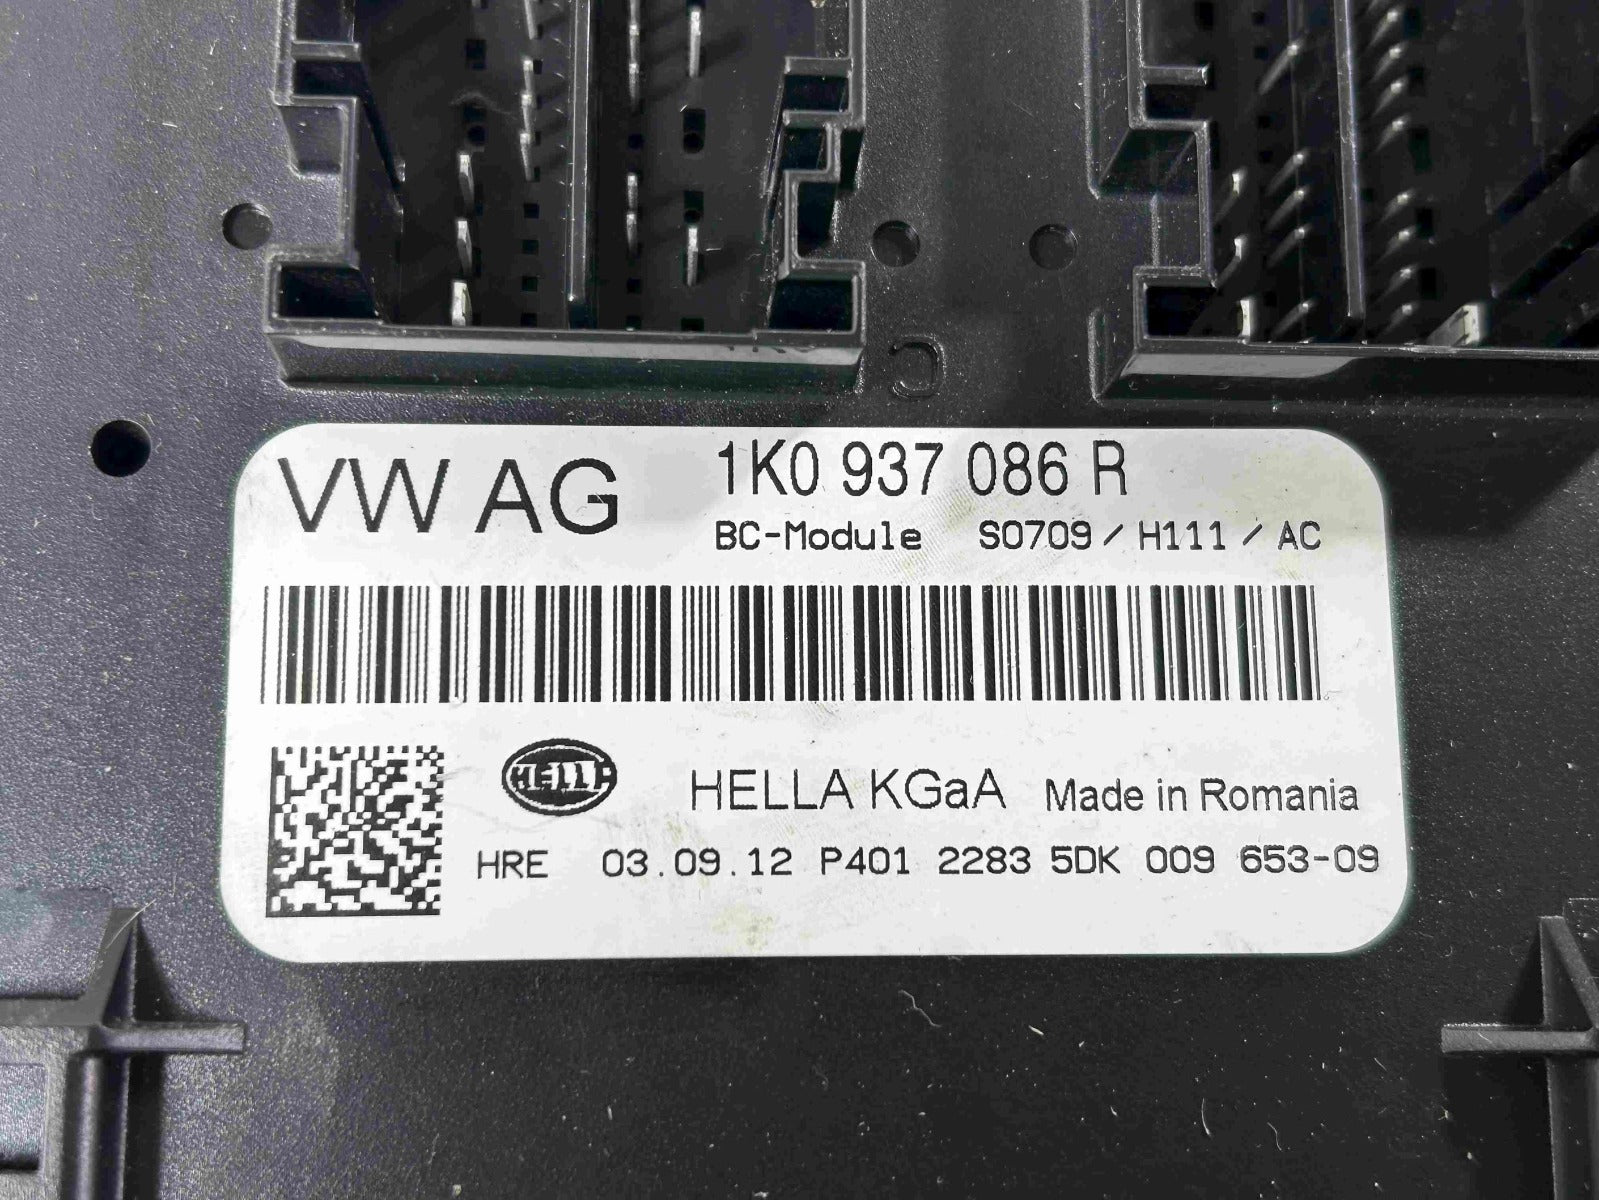 C
VW AG 1K0 937 086 R
BC-Module S0709 / H111 / AC
HELLA HELLA KGaA Made in Romania
HRE 03.09.12 P401 2283 5DK 009 653-09